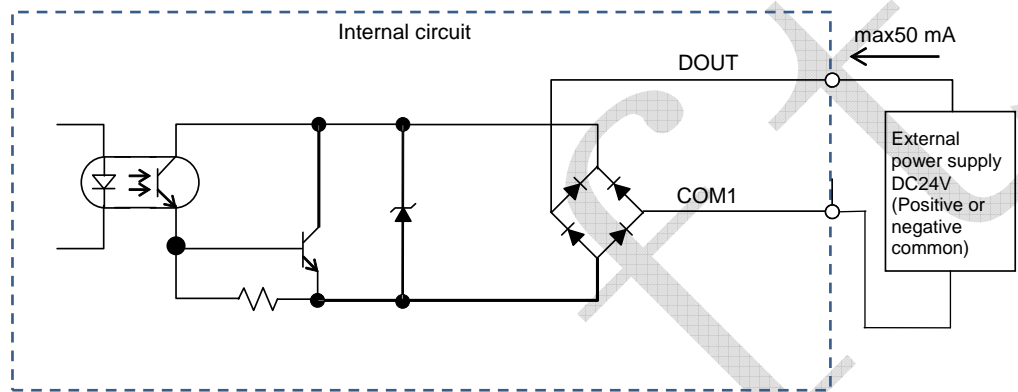 Internal circuit
max50 mA
DOUT
External
power supply
DC24V
(Positive or
negative
common)
COM1